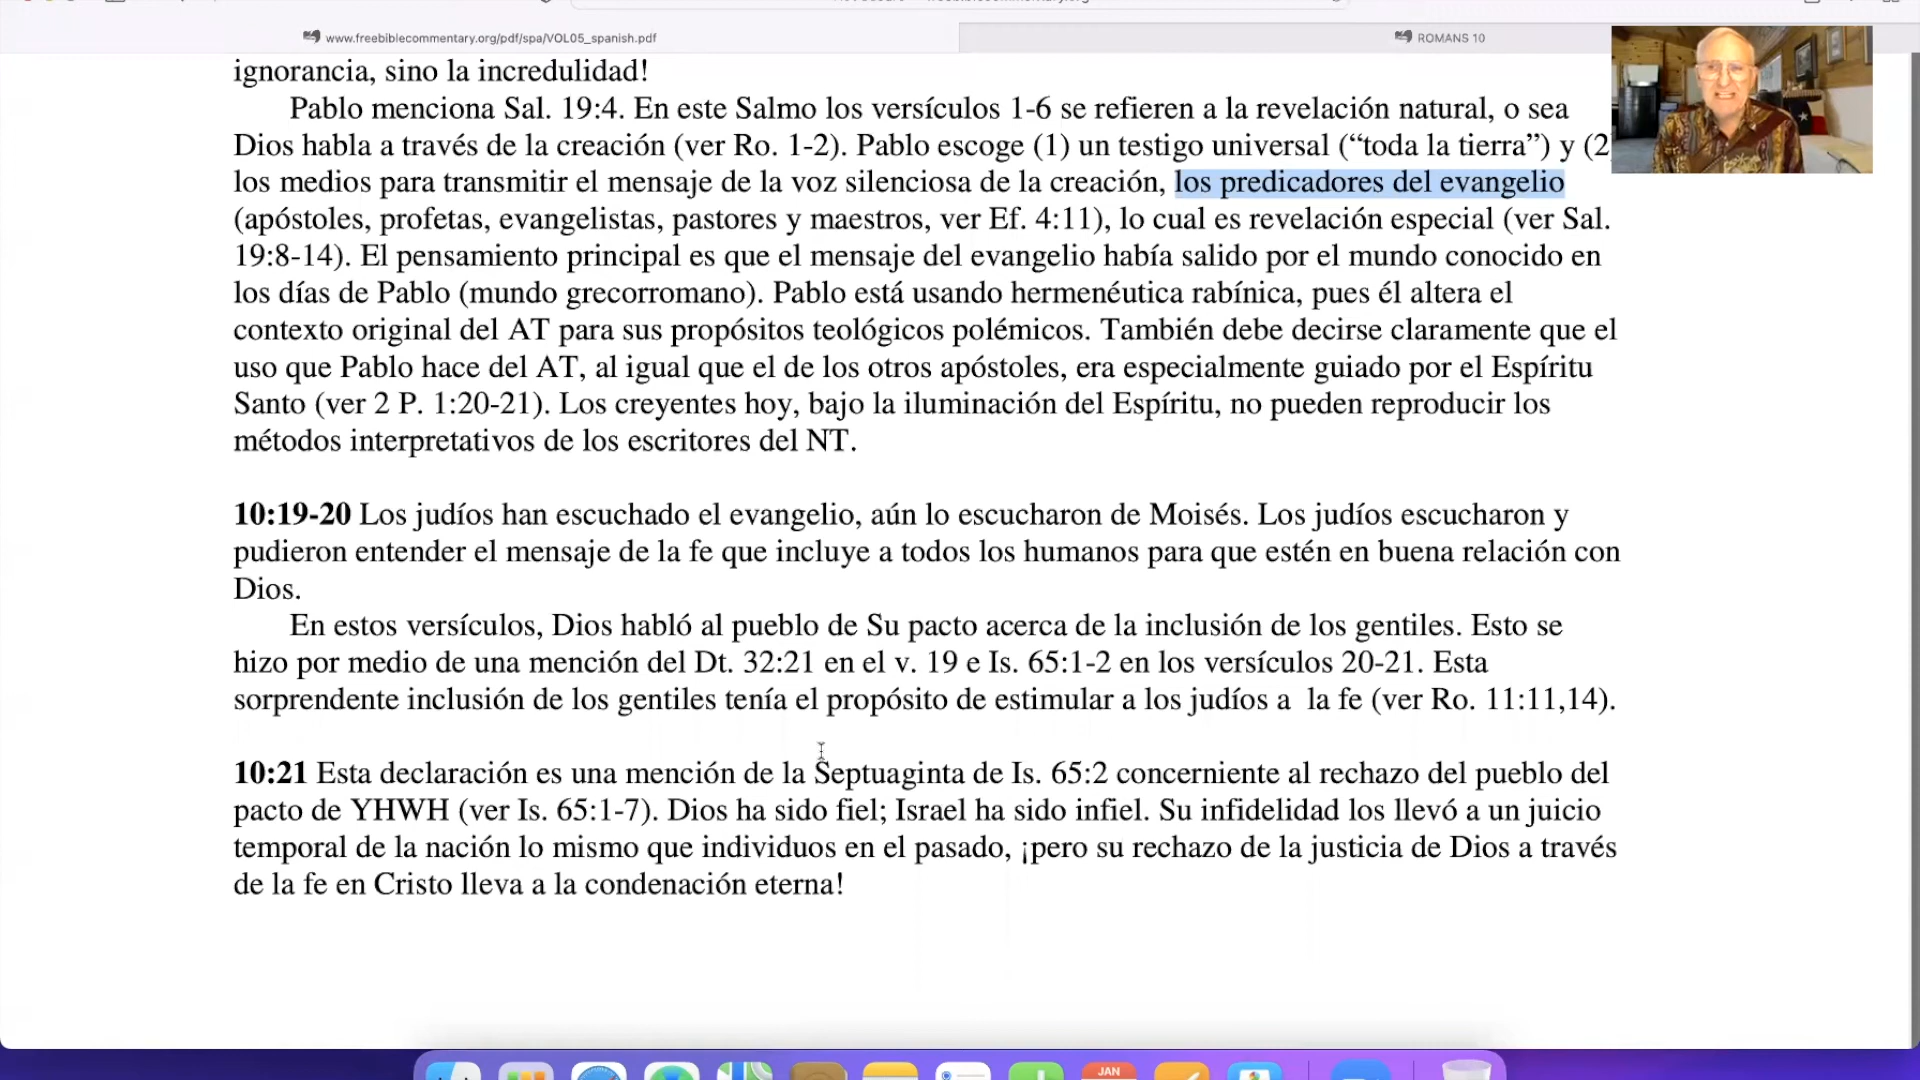 www.freebiblecommentary.org/pdf/spa/VOL05_spanish.pdf
ROMANS 10
ignorancia, sino la incredulidad!
Pablo menciona Sal. 19:4. En este Salmo los versículos 1-6 se refieren a la revelación natural, o sea
Dios habla a través de la creación (ver Ro. 1-2). Pablo escoge (1) un testigo universal (“toda la tierra”) y (2
los medios para transmitir el mensaje de la voz silenciosa de la creación, los predicadores del evangelio
(apóstoles, profetas, evangelistas, pastores y maestros, ver Ef. 4:11), lo cual es revelación especial (ver Sal.
19:8-14). El pensamiento principal es que el mensaje del evangelio había salido por el mundo conocido en
los días de Pablo (mundo grecorromano). Pablo está usando hermenéutica rabínica, pues él altera el
contexto original del AT para sus propósitos teológicos polémicos. También debe decirse claramente que el
uso que Pablo hace del AT, al igual que el de los otros apóstoles, era especialmente guiado por el Espíritu
Santo (ver 2 P. 1:20-21). Los creyentes hoy, bajo la iluminación del Espíritu, no pueden reproducir los
métodos interpretativos de los escritores del NT.
10:19-20 Los judíos han escuchado el evangelio, aún lo escucharon de Moisés. Los judíos escucharon y
pudieron entender el mensaje de la fe que incluye a todos los humanos para que estén en buena relación con
Dios.
En estos versículos, Dios habló al pueblo de Su pacto acerca de la inclusión de los gentiles. Esto se
hizo por medio de una mención del Dt. 32:21 en el v. 19 e Is. 65:1-2 en los versículos 20-21. Esta
sorprendente inclusión de los gentiles tenía el propósito de estimular a los judíos a  la fe (ver Ro. 11:11,14).
10:21 Esta declaración es una mención de la Septuaginta de Is. 65:2 concerniente al rechazo del pueblo del
pacto de YHWH (ver Is. 65:1-7). Dios ha sido fiel; Israel ha sido infiel. Su infidelidad los llevó a un juicio
temporal de la nación lo mismo que individuos en el pasado, ¡pero su rechazo de la justicia de Dios a través
de la fe en Cristo lleva a la condenación eterna!
JAN